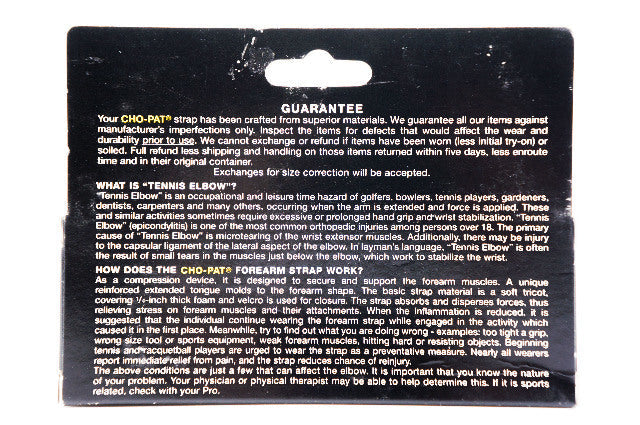 GUARANTEE
Your CHO-PAT® strap has been crafted from superior materials. We guarantee all our items against
manufacturer's imperfections only. Inspect the items for defects that would affect the wear and
durability prior to use. We cannot exchange or refund if items have been worn (less initial try-on) or
soiled. Full refund less shipping and handling on those items returned within five days, less enroute
time and in their original container.
Exchanges for size correction will be accepted.
WHAT IS "TENNIS ELBOW"?
"Tennis Elbow" is an occupational and leisure time hazard of golfers, bowlers, tennis players, gardeners,
dentists, carpenters and many others, occurring when the arm is extended and force is applied. These
and similar activities sometimes require excessive or prolonged hand grip and wrist stabilization. "Tennis
Elbow" (epicondylitis) is one of the most common orthopedic injuries among persons over 18. The primary
cause of "Tennis Elbow" is microtearing of the wrist extensor muscles. Additionally, there may be injury
to the capsular ligament of the lateral aspect of the elbow. In layman's language, "Tennis Elbow" is often
the result of small tears in the muscles just below the elbow, which work to stabilize the wrist.
HOW DOES THE CHO-PAT® FOREARM STRAP WORK?
As a compression device, it is designed to secure and support the forearm muscles. A unique
reinforced extended tongue molds to the forearm shape. The basic strap material is a soft tricot,
covering -inch thick foam and velcro is used for closure. The strap absorbs and disperses forces, thus
relieving stress on forearm muscles and their attachments. When the inflammation is reduced, it is
suggested that the individual continue wearing the forearm strap while engaged in the activity which
caused it in the first place. Meanwhile, try to find out what you are doing wrong - examples: too tight a grip,
wrong size tool or sports equipment, weak forearm muscles, hitting hard or resisting objects. Beginning
tennis and racquetball players are urged to wear the strap as a preventative measure. Nearly all wearers
report immediate relief from pain, and the strap reduces chance of reinjury.
The above conditions are just a few that can affect the elbow. It is important that you know the nature
of your problem. Your physician or physical therapist may be able to help determine this. If it is sports
related, check with your Pro.